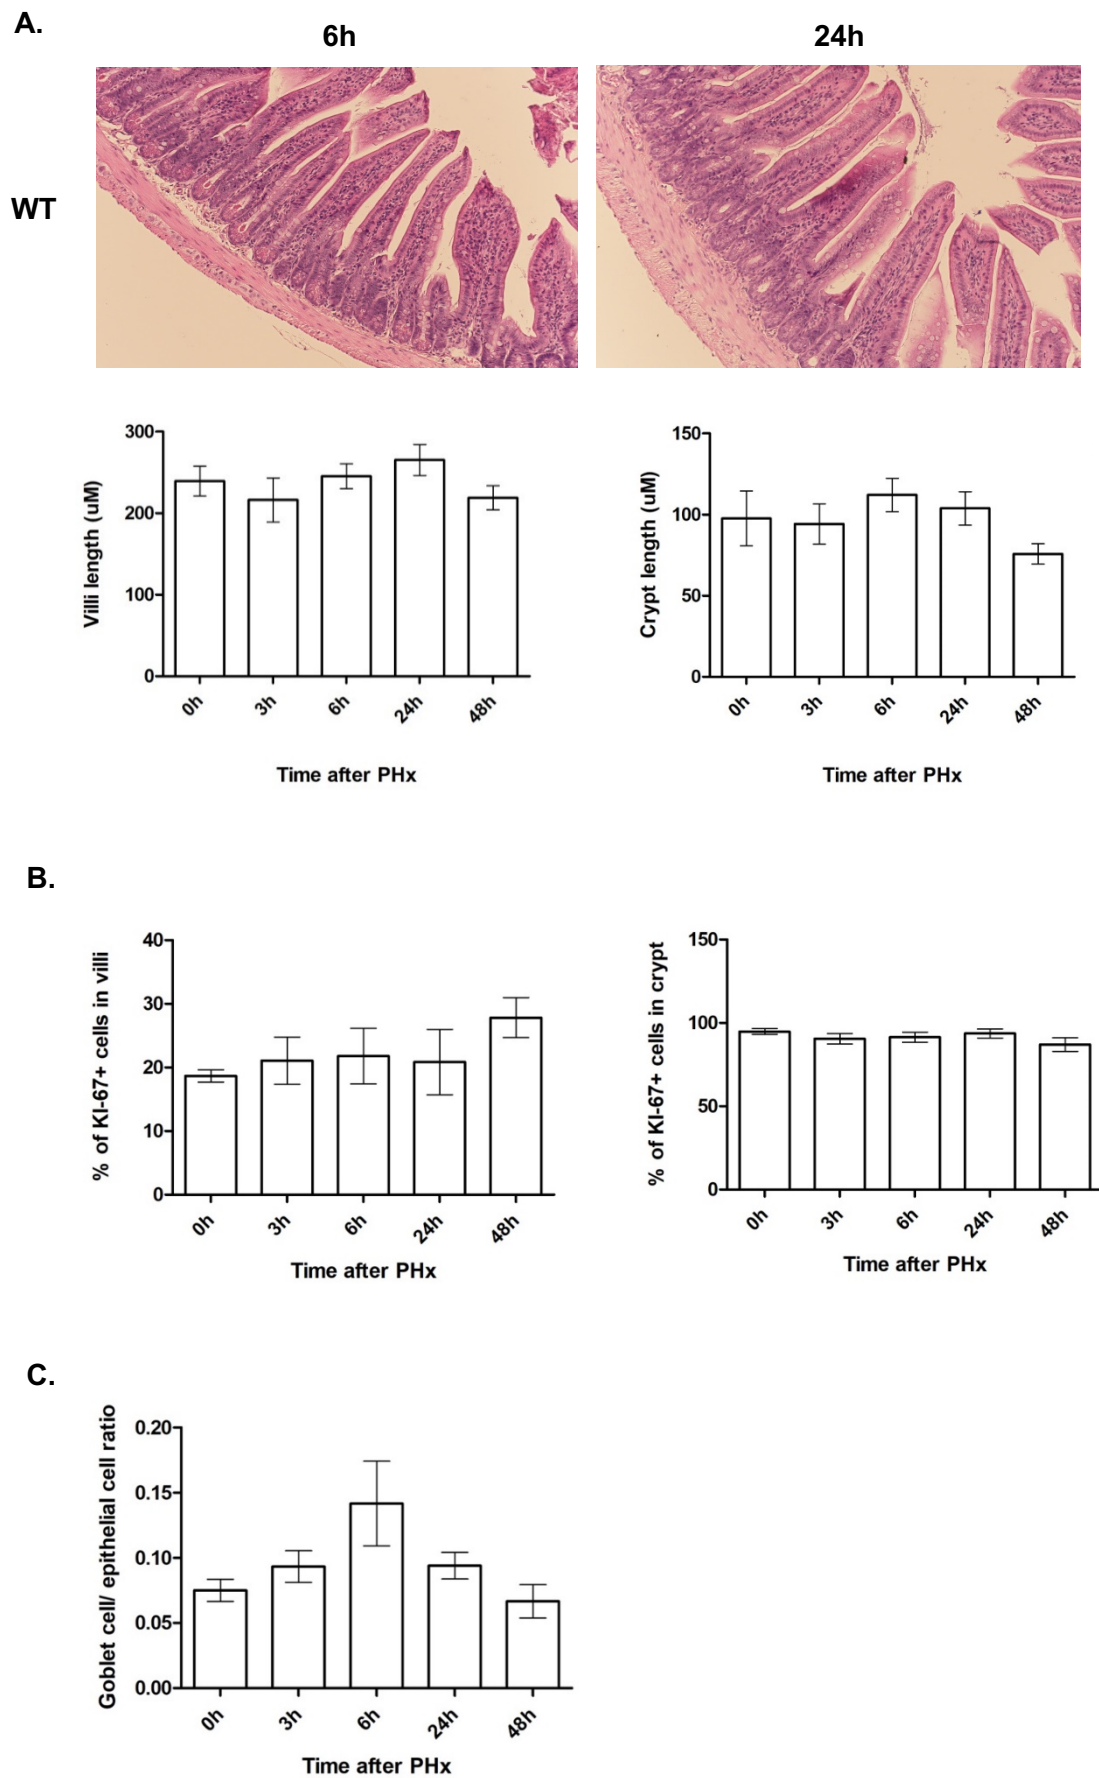 A.
6h 24h
WT
300
200
100
0
Villi length (uM)
0h 3h 6h 24h 48h
Time after PHx
150
100
50
0
Crypt length (uM)
0h 3h 6h 24h 48h
Time after PHx
B.
40
30
20
10
0
% of KI-67+ cells in villi
0h 3h 6h 24h 48h
Time after PHx
150
100
50
0
% of KI-67+ cells in crypt
0h 3h 6h 24h 48h
Time after PHx
C.
0.20
0.15
0.10
0.05
0.00
Goblet cell/ epithelial cell ratio
0h 3h 6h 24h 48h
Time after PHx